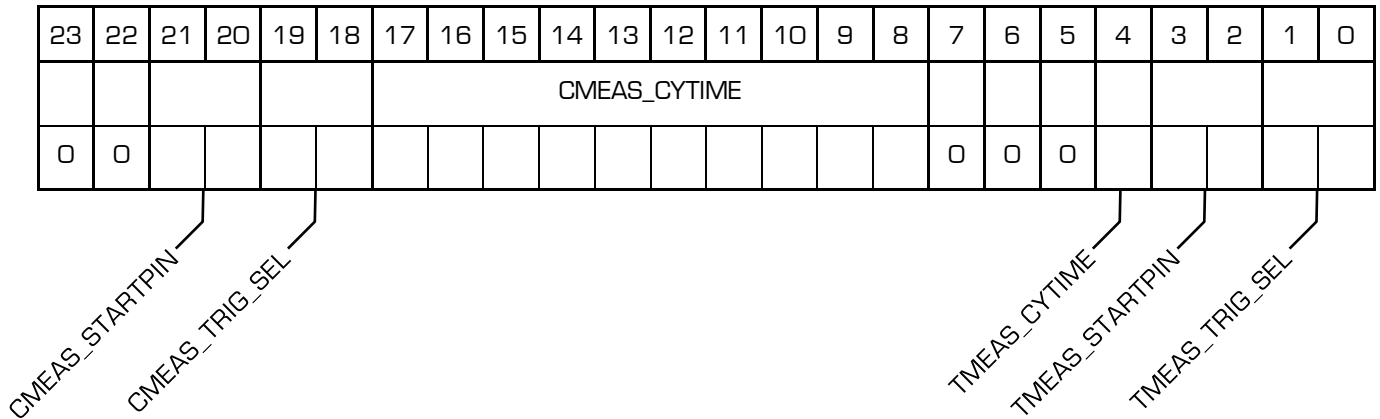 23 22 21 20 19 18 17 16 15 14 13 12 11 10 9 8 7 6 5 4 3 2 1 0
CMEAS_CYTIME
0 0 0 0 0
CMEAS_STARTPIN
CMEAS_TRIG_SEL
TMEAS_CYTIME
TMEAS_STARTPIN
TMEAS_TRIG_SEL